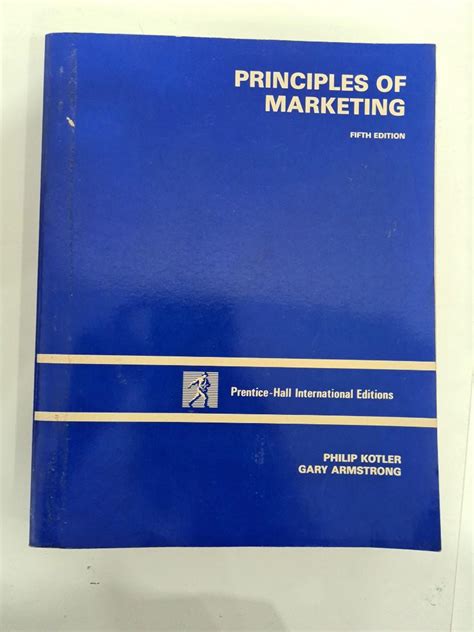 PRINCIPLES OF
MARKETING
FIFTH EDITION
Prentice-Hall International Editions
PHILIP KOTLER
GARY ARMSTRONG